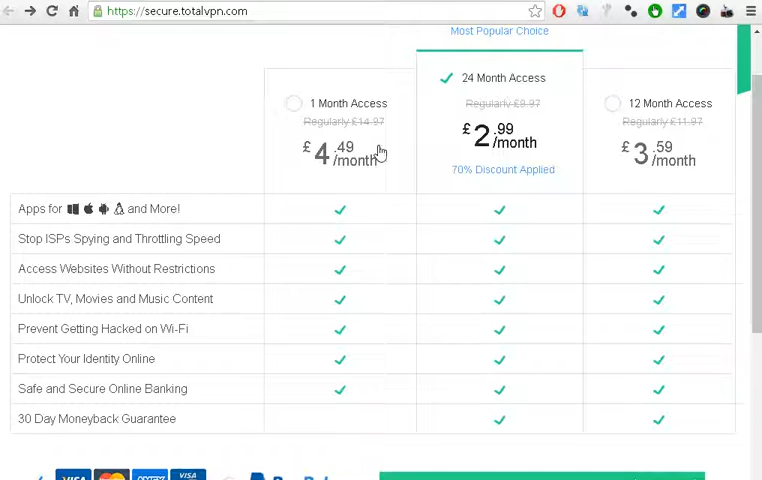 https://secure.totalvpn.com
Most Popular Choice
1 Month Access
Regularly £14.97
£4.49/month
24 Month Access
Regularly £9.97
£2.99/month
70% Discount Applied
12 Month Access
Regularly £11.97
£3.59/month
Apps for and More!
Stop ISPs Spying and Throttling Speed
Access Websites Without Restrictions
Unlock TV, Movies and Music Content
Prevent Getting Hacked on Wi-Fi
Protect Your Identity Online
Safe and Secure Online Banking
30 Day Moneyback Guarantee
VISA VISA